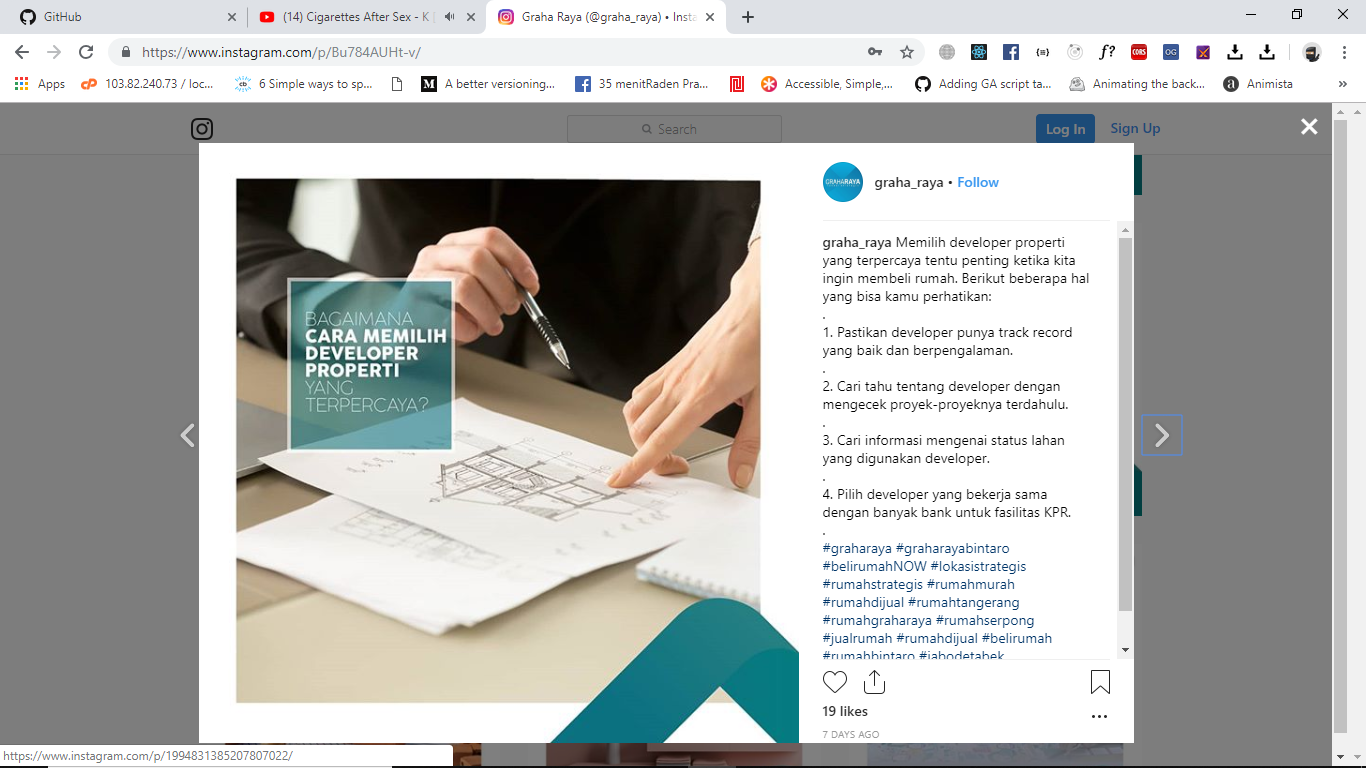 GitHub
(14) Cigarettes After Sex - K
Graha Raya (@graha_raya) • Insta
https://www.instagram.com/p/Bu784AUHt-v/
Apps
103.82.240.73 / loc...
6 Simple ways to sp...
A better versioning...
35 menitRaden Pra...
Accessible, Simple,...
Adding GA script ta...
Animating the back...
Animista
»
Search
Log In
Sign Up
BAGAIMANA
CARA MEMILIH
DEVELOPER
PROPERTI
YANG
TERPERCAYA?
GRAHARAYA
graha_raya • Follow
graha_raya Memilih developer properti
yang terpercaya tentu penting ketika kita
ingin membeli rumah. Berikut beberapa hal
yang bisa kamu perhatikan:
.
1. Pastikan developer punya track record
yang baik dan berpengalaman.
.
2. Cari tahu tentang developer dengan
mengecek proyek-proyeknya terdahulu.
.
3. Cari informasi mengenai status lahan
yang digunakan developer.
.
4. Pilih developer yang bekerja sama
dengan banyak bank untuk fasilitas KPR.
.
#graharaya #graharayabintaro
#belirumahNOW #lokasistrategis
#rumahstrategis #rumahmurah
#rumahdijual #rumahtangerang
#rumahgraharaya #rumahserpong
#jualrumah #rumahdijual #belirumah
#rumahbintaro #jabodetabek
19 likes
7 DAYS AGO
https://www.instagram.com/p/1994831385207807022/